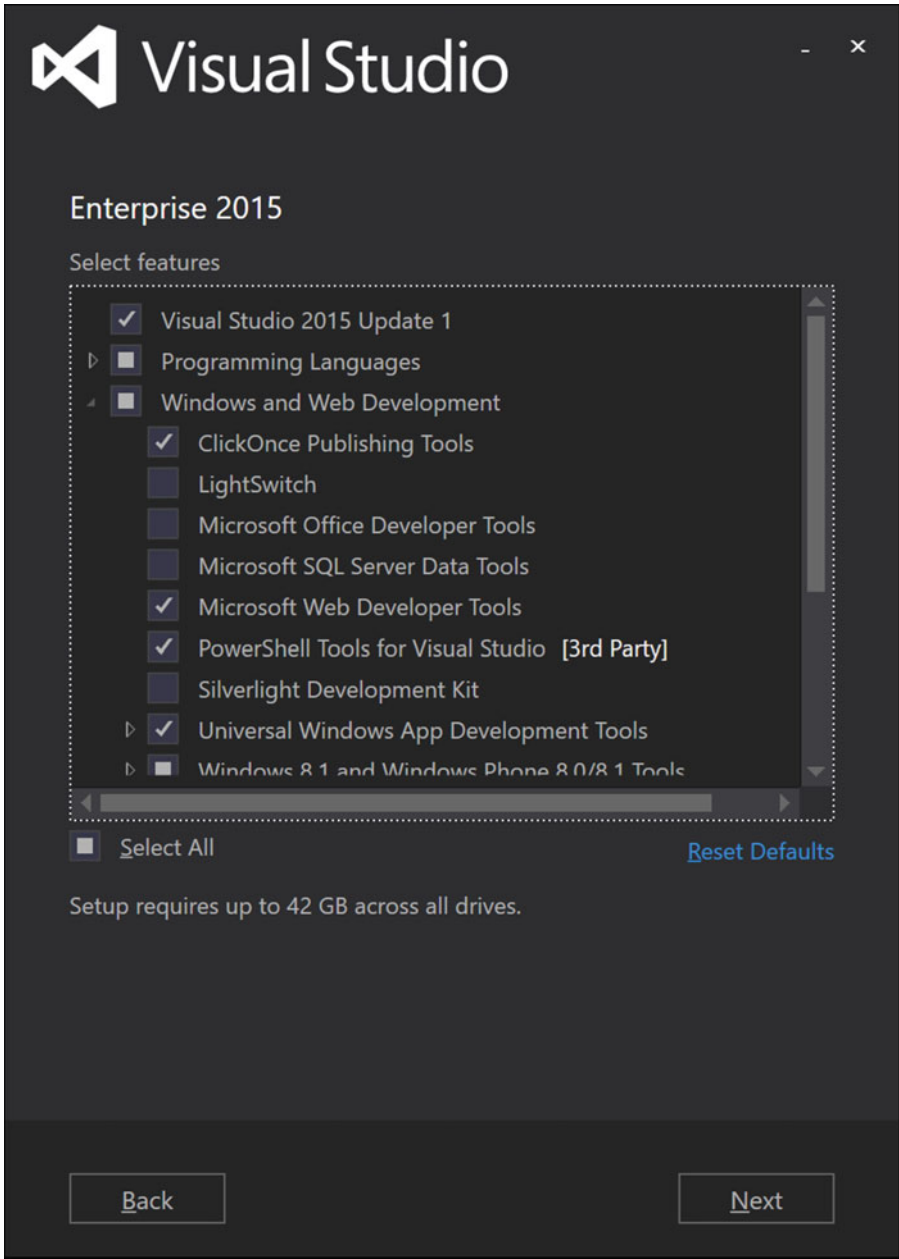 Visual Studio
Enterprise 2015
Select features
Visual Studio 2015 Update 1
Programming Languages
Windows and Web Development
ClickOnce Publishing Tools
LightSwitch
Microsoft Office Developer Tools
Microsoft SQL Server Data Tools
Microsoft Web Developer Tools
PowerShell Tools for Visual Studio [3rd Party]
Silverlight Development Kit
Universal Windows App Development Tools
Windows 8.1 and Windows Phone 8.0/8.1 Tools
Select All
Reset Defaults
Setup requires up to 42 GB across all drives.
Back
Next